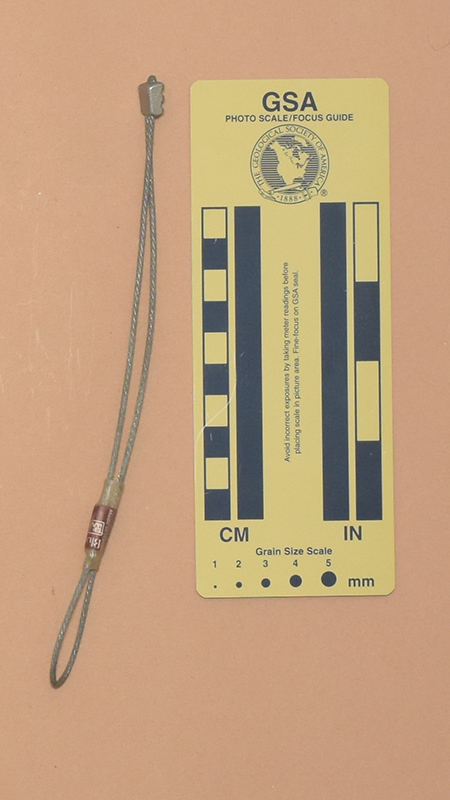 GSA
PHOTO SCALE/FOCUS GUIDE
THE GEOLOGICAL SOCIETY OF AMERICA
1888
®
Avoid incorrect exposures by taking meter readings before
placing scale in picture area. Fine-focus on GSA seal.
CM
IN
Grain Size Scale
1 2 3 4 5
mm